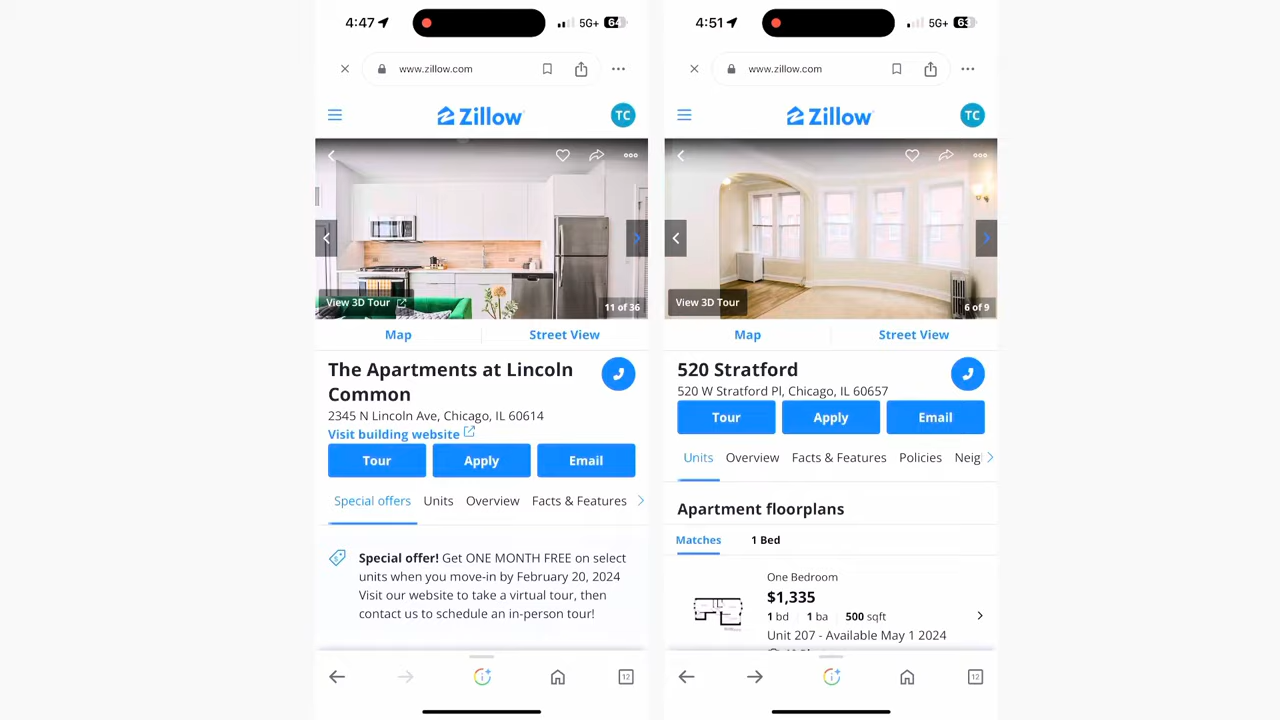 4:47
5G+
64
www.zillow.com
Zillow
TC
View 3D Tour
11 of 36
Map
Street View
The Apartments at Lincoln
Common
2345 N Lincoln Ave, Chicago, IL 60614
Visit building website
Tour
Apply
Email
Special offers
Units
Overview
Facts & Features
Special offer! Get ONE MONTH FREE on select
units when you move-in by February 20, 2024
Visit our website to take a virtual tour, then
contact us to schedule an in-person tour!
12
4:51
5G+
63
www.zillow.com
Zillow
TC
View 3D Tour
6 of 9
Map
Street View
520 Stratford
520 W Stratford Pl, Chicago, IL 60657
Tour
Apply
Email
Units
Overview
Facts & Features
Policies
Neig
Apartment floorplans
Matches
1 Bed
One Bedroom
$1,335
1 bd
1 ba
500 sqft
Unit 207 - Available May 1 2024
12